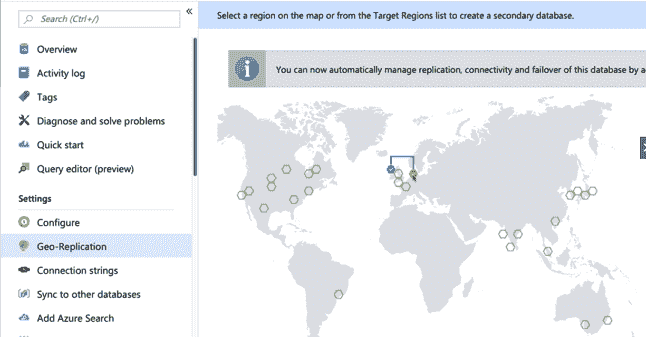 Search (Ctrl+/)
«
Overview
Activity log
Tags
Diagnose and solve problems
Quick start
Query editor (preview)
Settings
Configure
Geo-Replication
Connection strings
Sync to other databases
Add Azure Search
Select a region on the map or from the Target Regions list to create a secondary database.
You can now automatically manage replication, connectivity and failover of this database by a